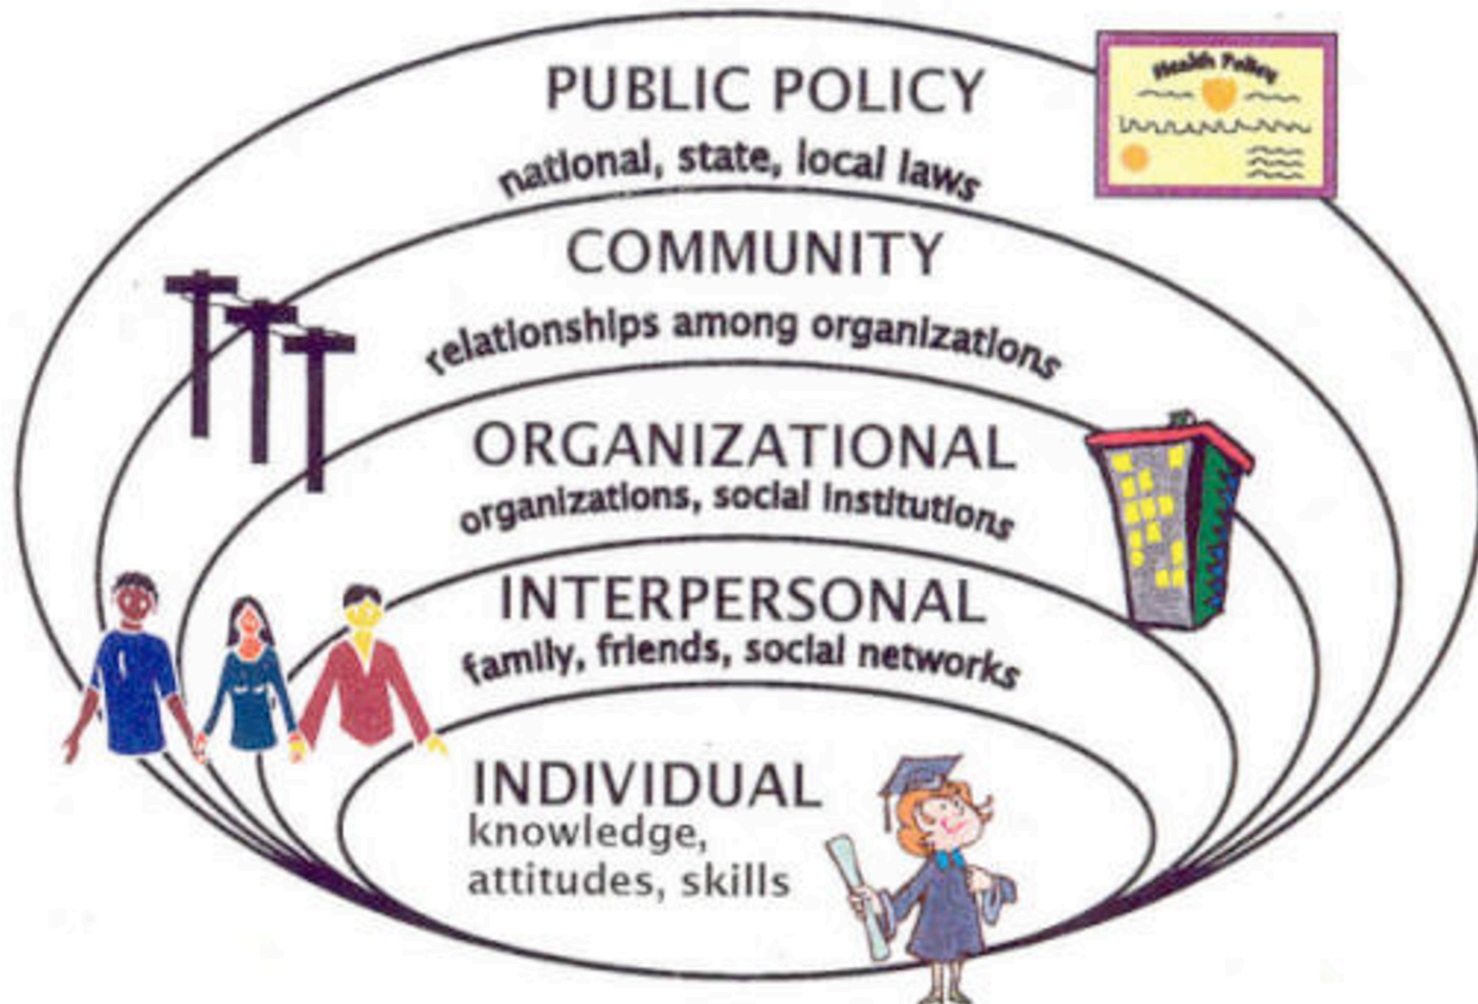 PUBLIC POLICY
Health Policy
national, state, local laws
COMMUNITY
relationships among organizations
ORGANIZATIONAL
organizations, social institutions
INTERPERSONAL
family, friends, social networks
INDIVIDUAL
knowledge,
attitudes, skills